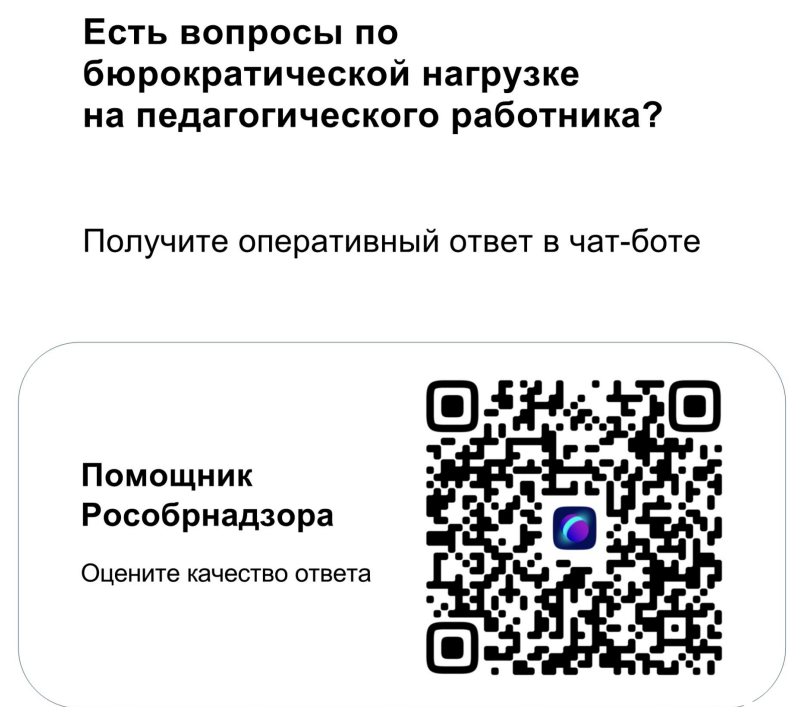 Есть вопросы по
бюрократической нагрузке
на педагогического работника?
Получите оперативный ответ в чат-боте
Помощник
Рособрнадзора
Оцените качество ответа